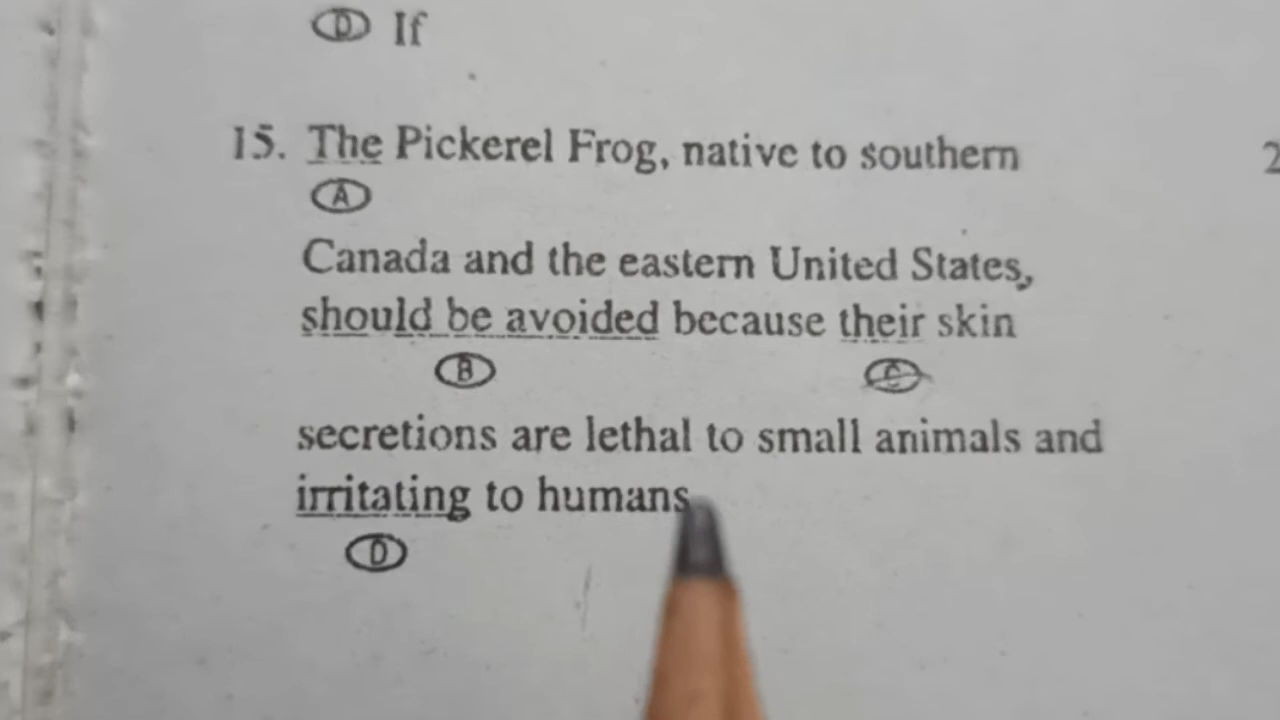 D If
15. The Pickerel Frog, native to southern
A
Canada and the eastern United States,
should be avoided because their skin
B C
secretions are lethal to small animals and
irritating to humans
D
2